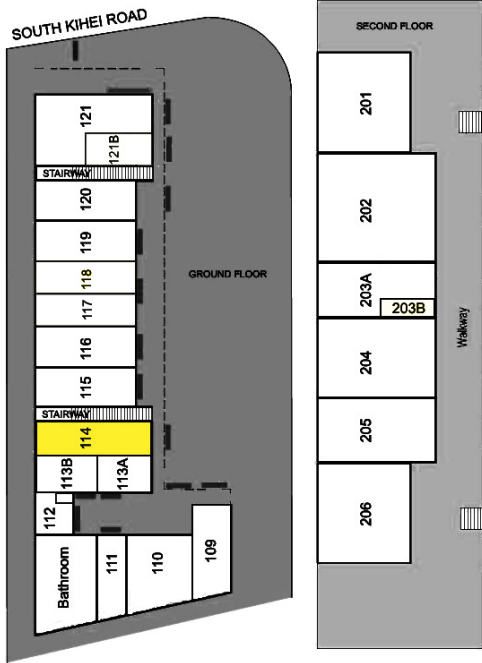 SOUTH KIHEI ROAD
121
121B
STAIRWAY
120
119
118
117
116
115
STAIRWAY
114
113B
113A
112
Bathroom
111
110
109
GROUND FLOOR
SECOND FLOOR
201
202
203A
203B
204
205
206
Walkway